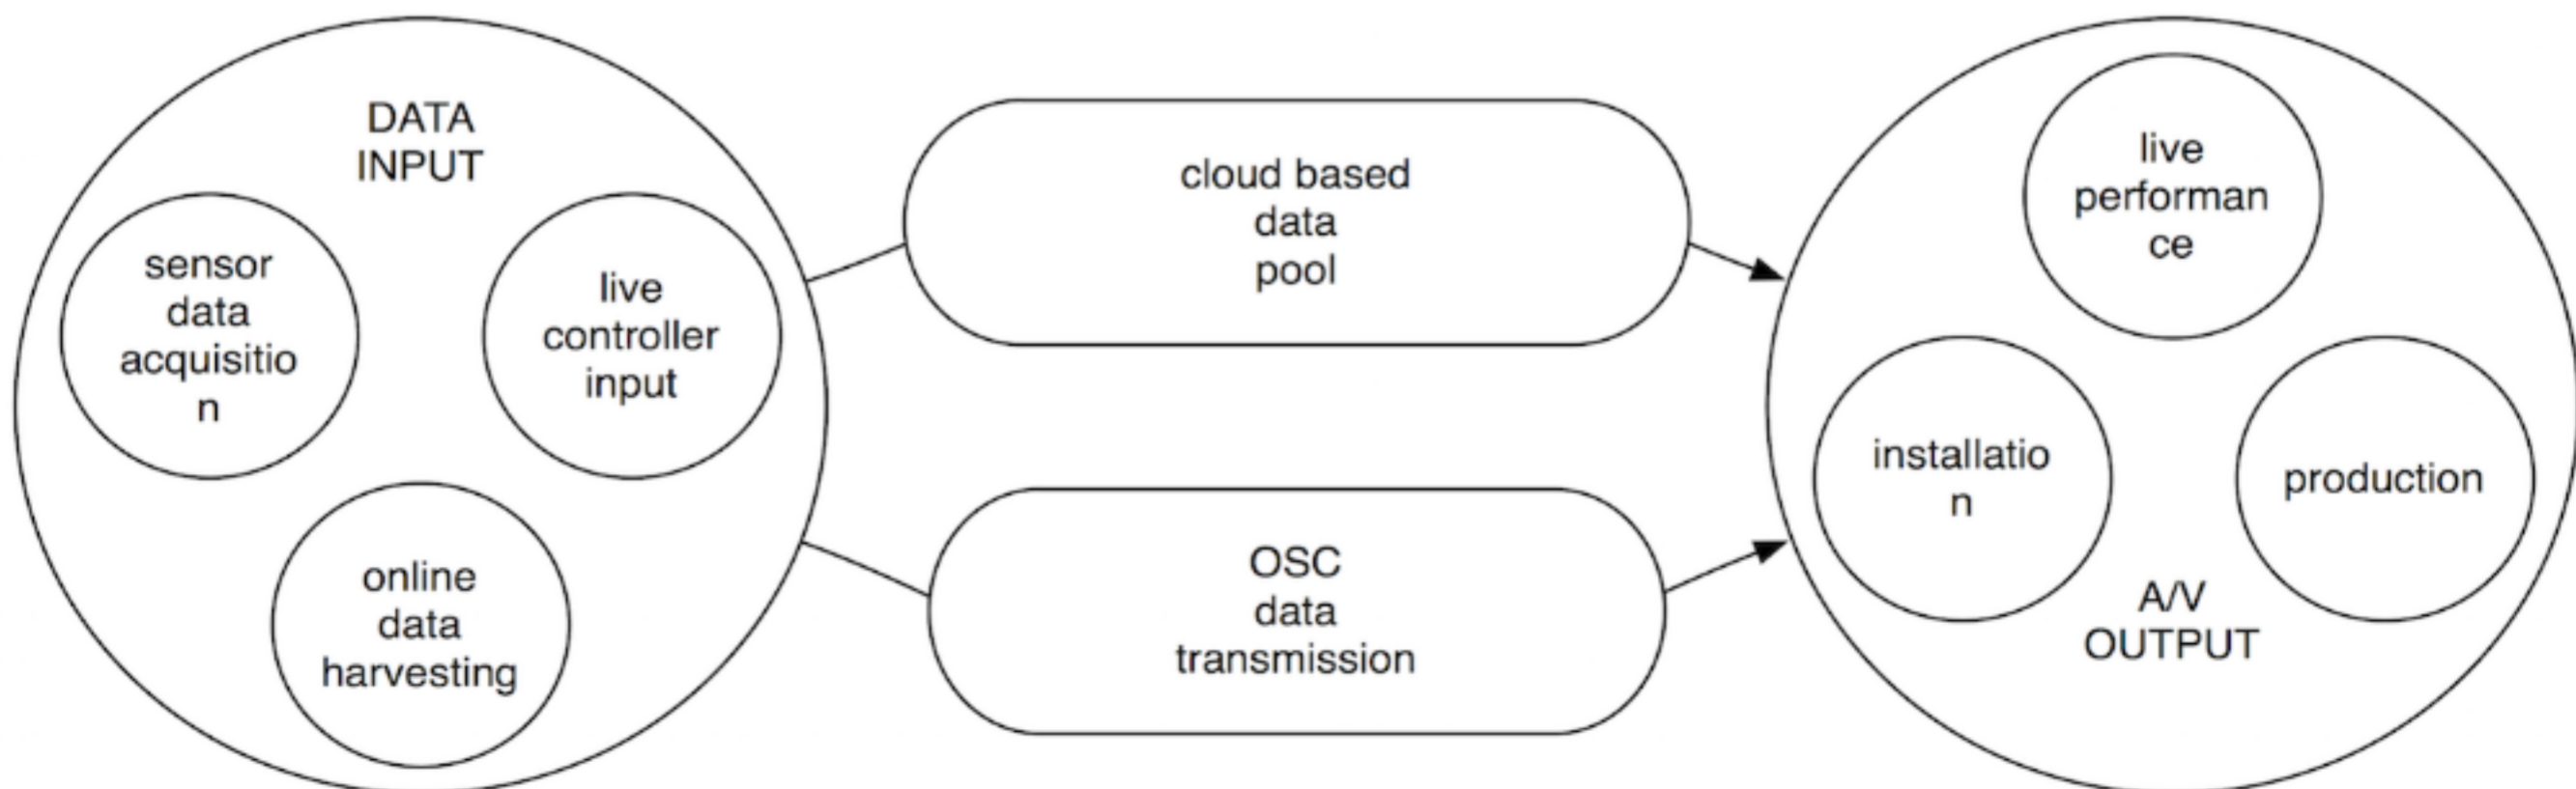 DATA
INPUT
sensor
data
acquisitio
n
live
controller
input
online
data
harvesting
cloud based
data
pool
OSC
data
transmission
live
performan
ce
installatio
n
production
A/V
OUTPUT